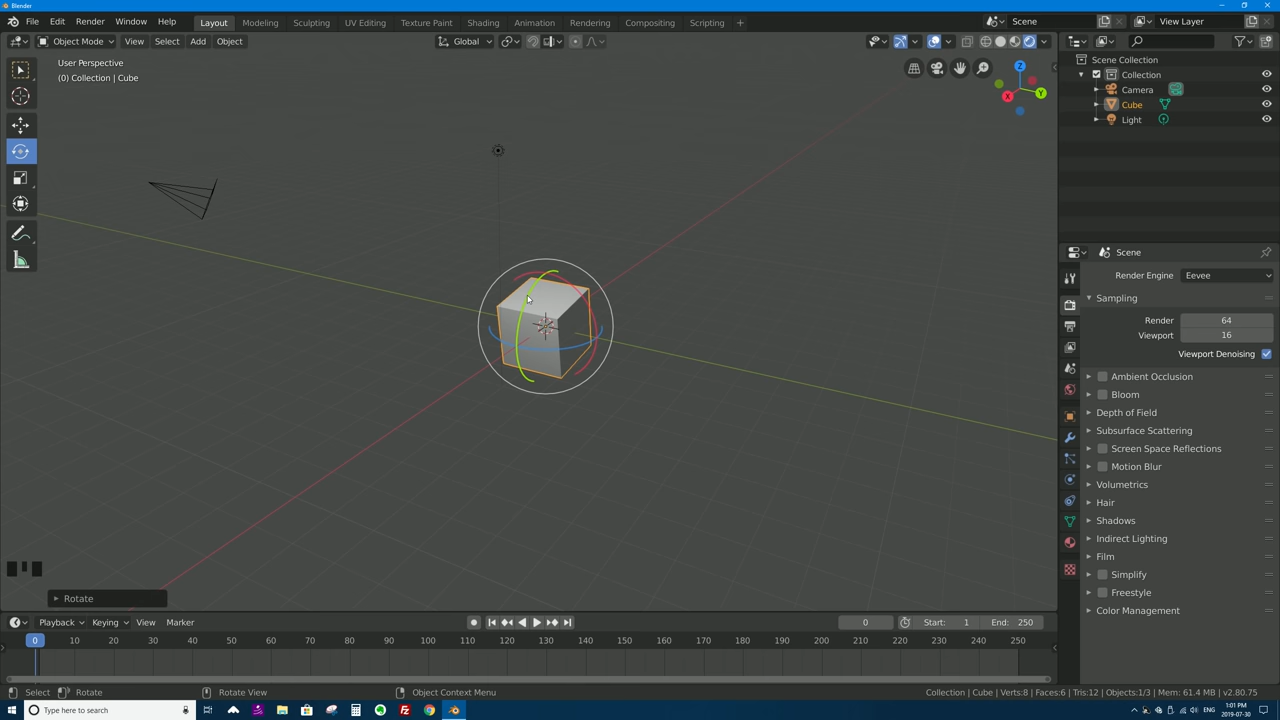 Blender
File Edit Render Window Help Layout Modeling Sculpting UV Editing Texture Paint Shading Animation Rendering Compositing Scripting + Scene View Layer
Object Mode View Select Add Object Global
User Perspective
(0) Collection | Cube
Z
X
Y
Scene Collection
Collection
Camera
Cube
Light
Scene
Render Engine Eevee
Sampling
Render 64
Viewport 16
Viewport Denoising
Ambient Occlusion
Bloom
Depth of Field
Subsurface Scattering
Screen Space Reflections
Motion Blur
Volumetrics
Hair
Shadows
Indirect Lighting
Film
Simplify
Freestyle
Color Management
Rotate
Playback Keying View Marker 0 Start: 1 End: 250
0 10 20 30 40 50 60 70 80 90 100 110 120 130 140 150 160 170 180 190 200 210 220 230 240 250
Select Rotate Rotate View Object Context Menu Collection | Cube | Verts:8 | Faces:6 | Tris:12 | Objects:1/3 | Mem: 61.4 MB | v2.80.75
Type here to search ENG 1:01 PM
2019-07-30